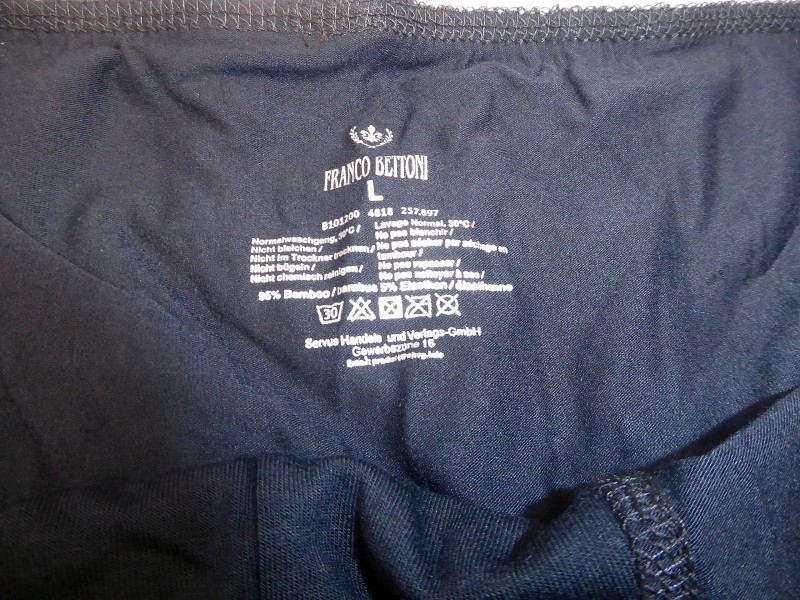 FRANCO BETTONI
L
B101200 4818 257.897
Normalwaschgang, 30°C /
Nicht bleichen /
Nicht im Trockner trocknen /
Nicht bügeln /
Nicht chemisch reinigen /
Lavage Normal, 30°C /
Ne pas blanchir /
Ne pas sécher par séchage en
tambour /
Ne pas repasser /
Ne pas nettoyer à sec /
95% Bamboo / bambus 5% Elasthan / élasthanne
30
Servus Handels und Verlags-GmbH
Gewerbezone 16